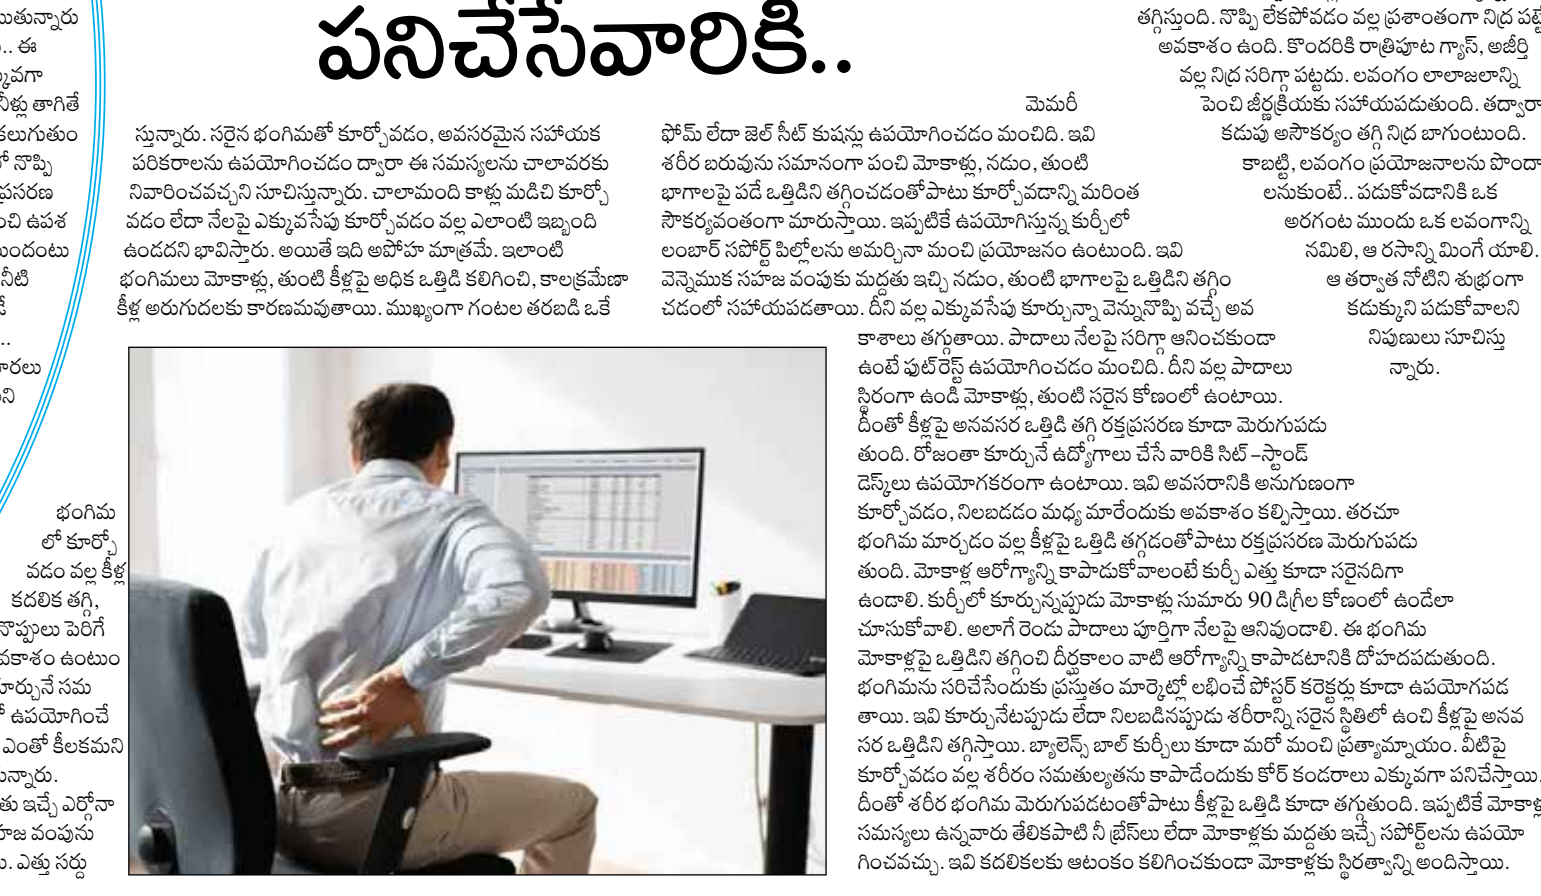 పనిచేసేవారికి..
యితున్నారు
.. ఈ
క్కువగా
నీళ్లు తాగితే
కలుగుతుం
నొప్పి
ప్రసరణ
చి ఉపశ
నీటి
..
భంగిమ
లో కూర్చో
వడం వల్ల కీళ్ల
కదలిక తగ్గి,
నొప్పులు పెరిగే
వకాశం ఉంటుం
ర్చునే సమ
ఉపయోగించే
ఎంతో కీలకమని
న్నారు.
తు ఇచ్చే ఎర్గోనా
హజ వంపును
ఎత్తు సర్దు
స్తున్నారు. సరైన భంగిమతో కూర్చోవడం, అవసరమైన సహాయక
పరికరాలను ఉపయోగించడం ద్వారా ఈ సమస్యలను చాలావరకు
నివారించవచ్చని సూచిస్తున్నారు. చాలామంది కాళ్లు మడిచి కూర్చో
వడం లేదా నేలపై ఎక్కువసేపు కూర్చోవడం వల్ల ఎలాంటి ఇబ్బంది
ఉండదని భావిస్తారు. అయితే ఇది అపోహ మాత్రమే. ఇలాంటి
భంగిమలు మోకాళ్లు, తుంటి కీళ్లపై అధిక ఒత్తిడి కలిగించి, కాలక్రమేణా
కీళ్ల అరుగుదలకు కారణమవుతాయి. ముఖ్యంగా గంటల తరబడి ఒకే
మెమరీ
ఫోమ్ లేదా జెల్ సీట్ కుషన్లు ఉపయోగించడం మంచిది. ఇవి
శరీర బరువును సమానంగా పంచి మోకాళ్లు, నడుం, తుంటి
భాగాలపై పడే ఒత్తిడిని తగ్గించడంతోపాటు కూర్చోవడాన్ని మరింత
సౌకర్యవంతంగా మారుస్తాయి. ఇప్పటికే ఉపయోగిస్తున్న కుర్చీలో
లంబార్ సపోర్ట్ పిల్లోలను అమర్చినా మంచి ప్రయోజనం ఉంటుంది. ఇవి
వెన్నెముక సహజ వంపుకు మద్దతు ఇచ్చి నడుం, తుంటి భాగాలపై ఒత్తిడిని తగ్గిం
చడంలో సహాయపడతాయి. దీని వల్ల ఎక్కువసేపు కూర్చున్నా వెన్నునొప్పి వచ్చే అవ
కాశాలు తగ్గుతాయి. పాదాలు నేలపై సరిగ్గా ఆనించకుండా
ఉంటే ఫుట్‌రెస్ట్ ఉపయోగించడం మంచిది. దీని వల్ల పాదాలు
స్థిరంగా ఉండి మోకాళ్లు, తుంటి సరైన కోణంలో ఉంటాయి.
దీంతో కీళ్లపై అనవసర ఒత్తిడి తగ్గి రక్తప్రసరణ కూడా మెరుగుపడు
తుంది. రోజంతా కూర్చునే ఉద్యోగాలు చేసే వారికి సిట్ –స్టాండ్
డెస్క్‌లు ఉపయోగకరంగా ఉంటాయి. ఇవి అవసరానికి అనుగుణంగా
కూర్చోవడం, నిలబడడం మధ్య మారేందుకు అవకాశం కల్పిస్తాయి. తరచూ
భంగిమ మార్చడం వల్ల కీళ్లపై ఒత్తిడి తగ్గడంతోపాటు రక్తప్రసరణ మెరుగుపడు
తుంది. మోకాళ్ల ఆరోగ్యాన్ని కాపాడుకోవాలంటే కుర్చీ ఎత్తు కూడా సరైనదిగా
ఉండాలి. కుర్చీలో కూర్చున్నప్పుడు మోకాళ్లు సుమారు 90 డిగ్రీల కోణంలో ఉండేలా
చూసుకోవాలి. అలాగే రెండు పాదాలు పూర్తిగా నేలపై ఆనివుండాలి. ఈ భంగిమ
మోకాళ్లపై ఒత్తిడిని తగ్గించి దీర్ఘకాలం వాటి ఆరోగ్యాన్ని కాపాడటానికి దోహదపడుతుంది.
భంగిమను సరిచేసేందుకు ప్రస్తుతం మార్కెట్లో లభించే పోస్టర్ కరెక్టర్లు కూడా ఉపయోగపడ
తాయి. ఇవి కూర్చునేటప్పుడు లేదా నిలబడినప్పుడు శరీరాన్ని సరైన స్థితిలో ఉంచి కీళ్లపై అనవ
సర ఒత్తిడిని తగ్గిస్తాయి. బ్యాలెన్స్ బాల్ కుర్చీలు కూడా మరో మంచి ప్రత్యామ్నాయం. వీటిపై
కూర్చోవడం వల్ల శరీరం సమతుల్యతను కాపాడేందుకు కోర్ కండరాలు ఎక్కువగా పనిచేస్తాయి.
దీంతో శరీర భంగిమ మెరుగుపడటంతోపాటు కీళ్లపై ఒత్తిడి కూడా తగ్గుతుంది. ఇప్పటికే మోకాళ్ల
సమస్యలు ఉన్నవారు తేలికపాటి నీ బ్రేస్‌లు లేదా మోకాళ్లకు మద్దతు ఇచ్చే సపోర్ట్‌లను ఉపయో
గించవచ్చు. ఇవి కదలికలకు ఆటంకం కలిగించకుండా మోకాళ్లకు స్థిరత్వాన్ని అందిస్తాయి.
తగ్గిస్తుంది. నొప్పి లేకపోవడం వల్ల ప్రశాంతంగా నిద్ర పట్టే
అవకాశం ఉంది. కొందరికి రాత్రిపూట గ్యాస్, అజీర్తి
వల్ల నిద్ర సరిగ్గా పట్టదు. లవంగం లాలాజలాన్ని
పెంచి జీర్ణక్రియకు సహాయపడుతుంది. తద్వారా
కడుపు అసౌకర్యం తగ్గి నిద్ర బాగుంటుంది.
కాబట్టి, లవంగం ప్రయోజనాలను పొందా
లనుకుంటే.. పడుకోవడానికి ఒక
అరగంట ముందు ఒక లవంగాన్ని
నమిలి, ఆ రసాన్ని మింగే యాలి.
ఆ తర్వాత నోటిని శుభ్రంగా
కడుక్కుని పడుకోవాలని
నిపుణులు సూచిస్తు
న్నారు.